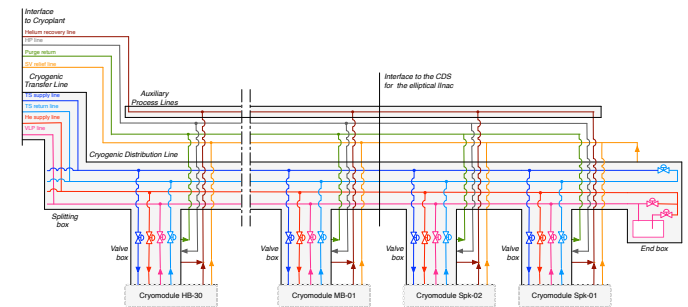 Interface
to Cryoplant
Helium recovery line
HP line
Purge return
SV relief line
Cryogenic
Transfer Line
TS supply line
TS return line
He supply line
VLP line
Auxiliary
Process Lines
Interface to the CDS
for the elliptical linac
Cryogenic Distribution Line
Splitting
box
Valve
box
Valve
box
Valve
box
Valve
box
End box
Cryomodule HB-30
Cryomodule MB-01
Cryomodule Spk-02
Cryomodule Spk-01